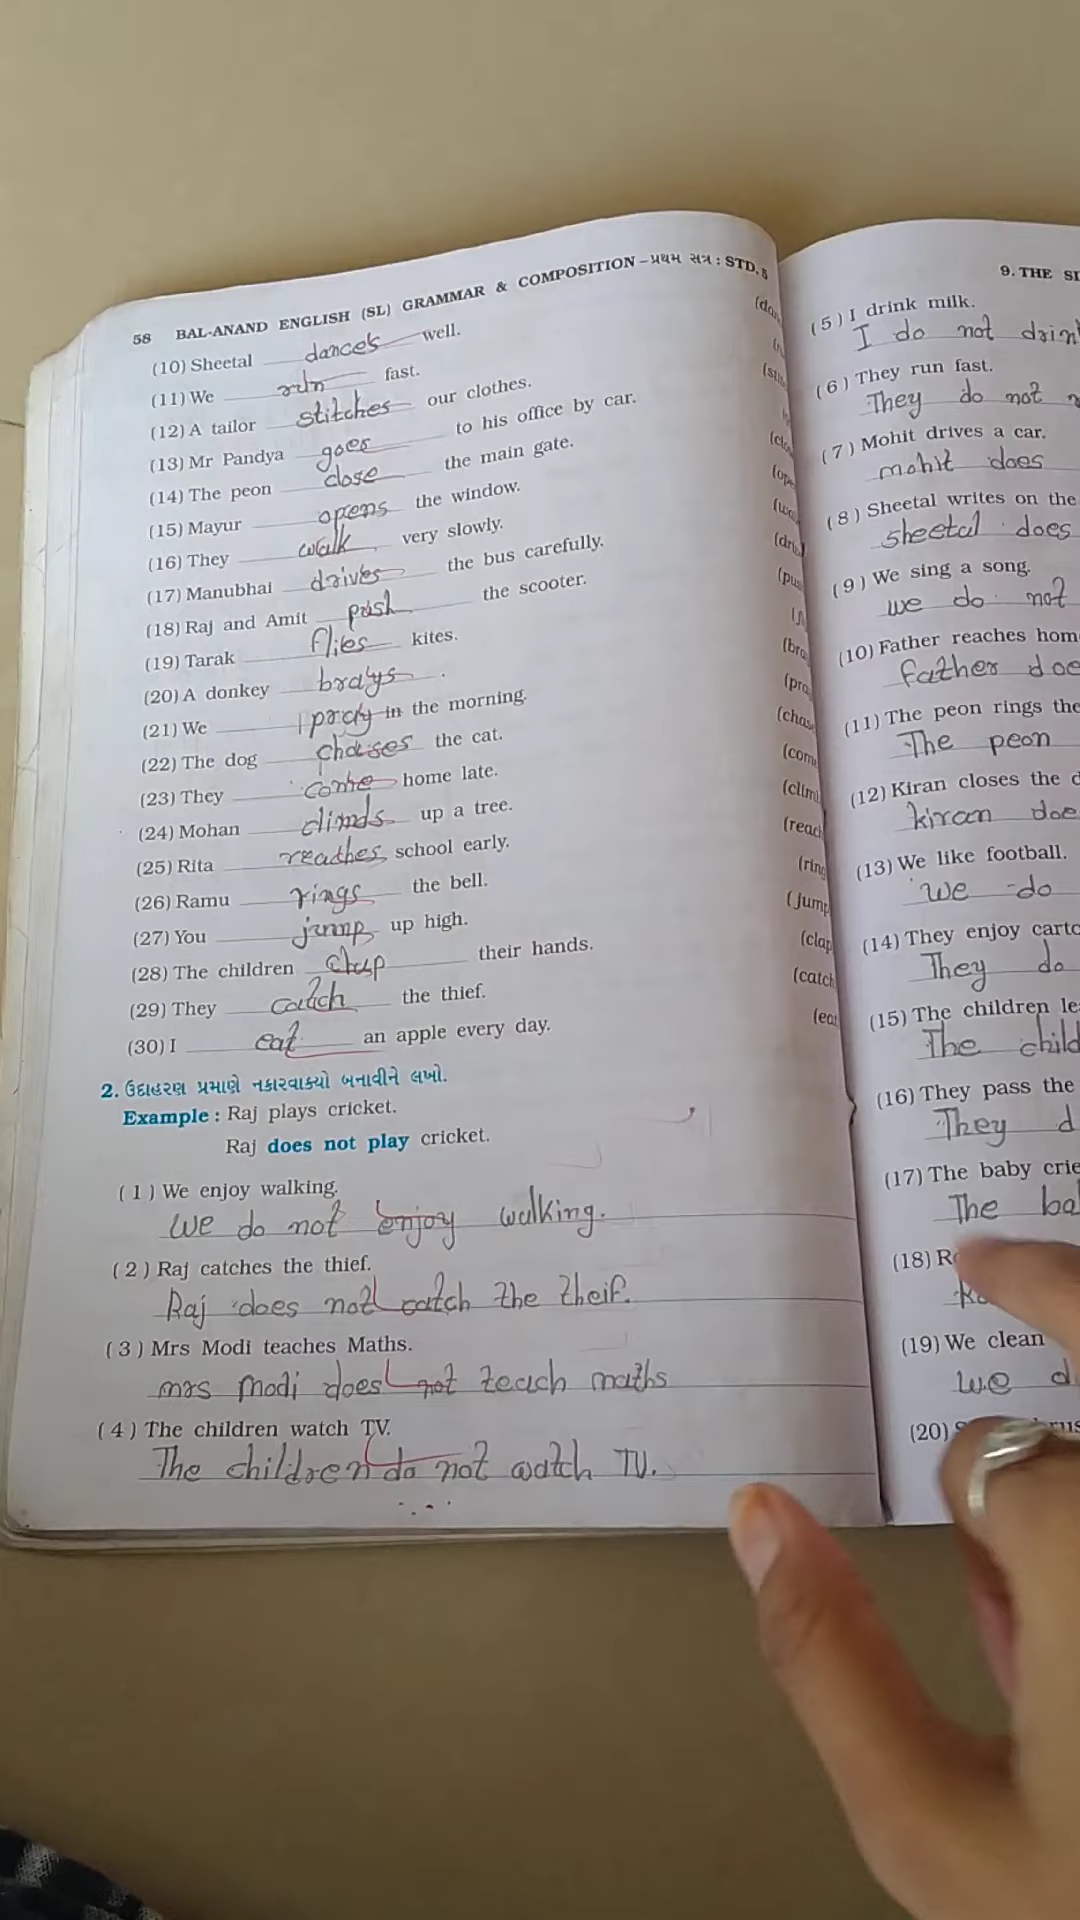 58 BAL-ANAND ENGLISH (SL) GRAMMAR & COMPOSITION – પ્રથમ સત્ર : STD. 5
(10) Sheetal dances well.
(11) We run fast.
(12) A tailor stitches our clothes.
(13) Mr Pandya goes to his office by car.
(14) The peon close the main gate.
(15) Mayur opens the window.
(16) They walk very slowly.
(17) Manubhai drives the bus carefully.
(18) Raj and Amit push the scooter.
(19) Tarak flies kites.
(20) A donkey brays.
(21) We pray in the morning.
(22) The dog chases the cat.
(23) They come home late.
(24) Mohan climds up a tree.
(25) Rita reaches school early.
(26) Ramu rings the bell.
(27) You jump up high.
(28) The children clap their hands.
(29) They catch the thief.
(30) I eat an apple every day.
2. ઉદાહરણ પ્રમાણે નકારવાક્યો બનાવીને લખો.
Example : Raj plays cricket.
Raj does not play cricket.
(1) We enjoy walking.
we do not enjoy walking.
(2) Raj catches the thief.
Raj does not catch the theif.
(3) Mrs Modi teaches Maths.
mrs modi does not teach maths
(4) The children watch TV.
The children do not watch TV.
9. THE
(5) I drink milk.
I do not
(6) They run fast.
They do not
(7) Mohit drives a car.
mohit does
(8) Sheetal writes on the
sheetal does
(9) We sing a song.
we do not
(10) Father reaches
father
(11) The peon rings the
The peon
(12) Kiran closes the
kiran
(13) We like football.
we do
(14) They enjoy
They do
(15) The children
The
(16) They pass the
They
(17) The baby
The
(18)
(19) We clean
we
(20)